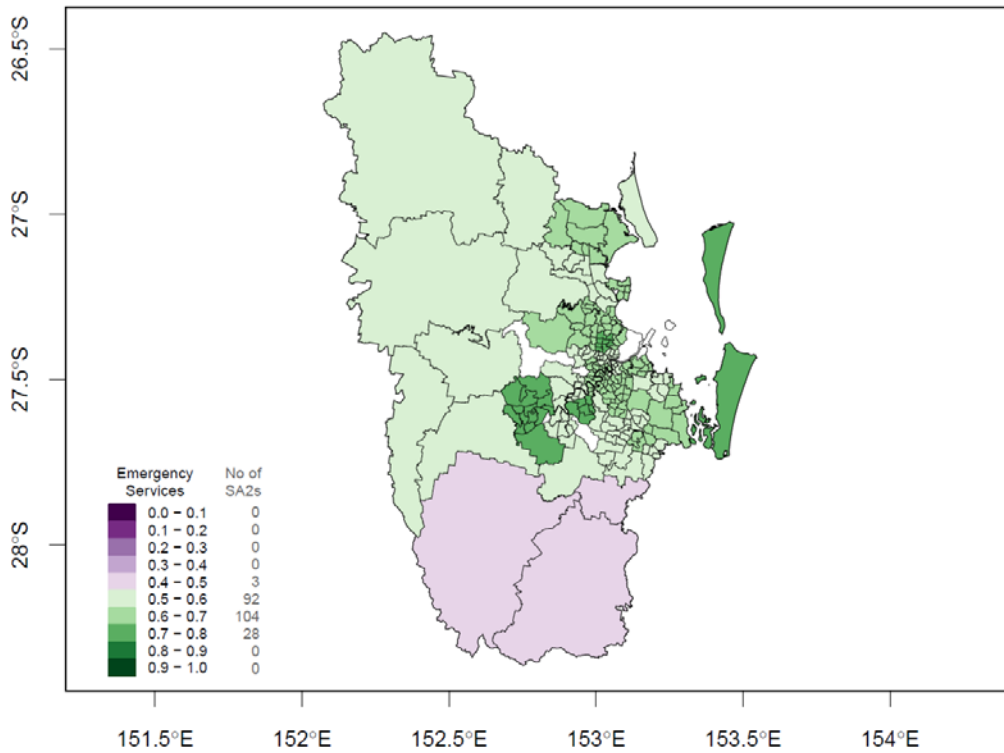 26.5°S
27°S
27.5°S
28°S
Emergency Services No of SA2s
0.0 – 0.1 0
0.1 – 0.2 0
0.2 – 0.3 0
0.3 – 0.4 0
0.4 – 0.5 3
0.5 – 0.6 92
0.6 – 0.7 104
0.7 – 0.8 28
0.8 – 0.9 0
0.9 – 1.0 0
151.5°E 152°E 152.5°E 153°E 153.5°E 154°E